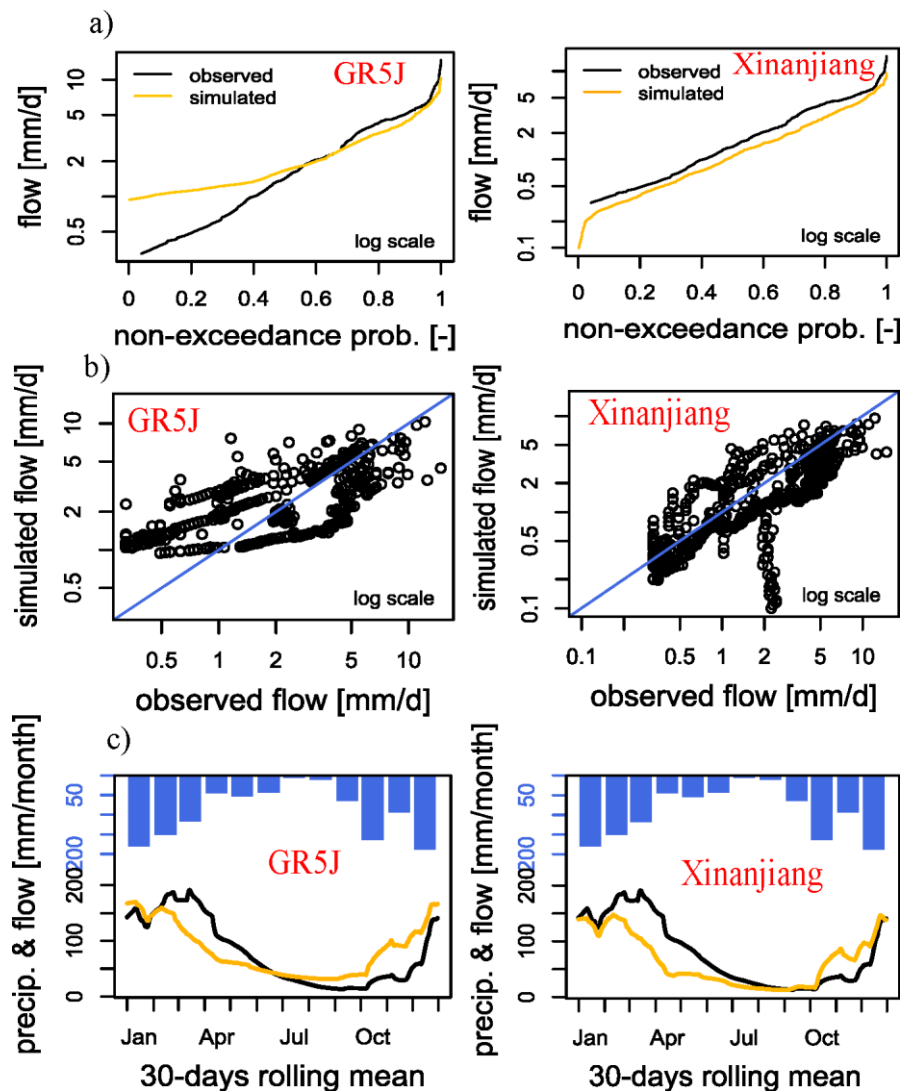 a)
GR5J
observed
simulated
log scale
flow [mm/d]
10
5
2
0.5
0 0.2 0.4 0.6 0.8 1
non-exceedance prob. [-]
Xinanjiang
observed
simulated
log scale
flow [mm/d]
5
2
0.5
0.1
0 0.2 0.4 0.6 0.8 1
non-exceedance prob. [-]
b)
GR5J
log scale
simulated flow [mm/d]
10
5
2
1
0.5
0.5 1 2 5 10
observed flow [mm/d]
Xinanjiang
log scale
simulated flow [mm/d]
5
2
1
0.5
0.1
0.1 0.5 1 2 5 10
observed flow [mm/d]
c)
GR5J
precip. & flow [mm/month]
50
200
200
100
0
Jan Apr Jul Oct
30-days rolling mean
Xinanjiang
precip. & flow [mm/month]
50
200
200
100
0
Jan Apr Jul Oct
30-days rolling mean